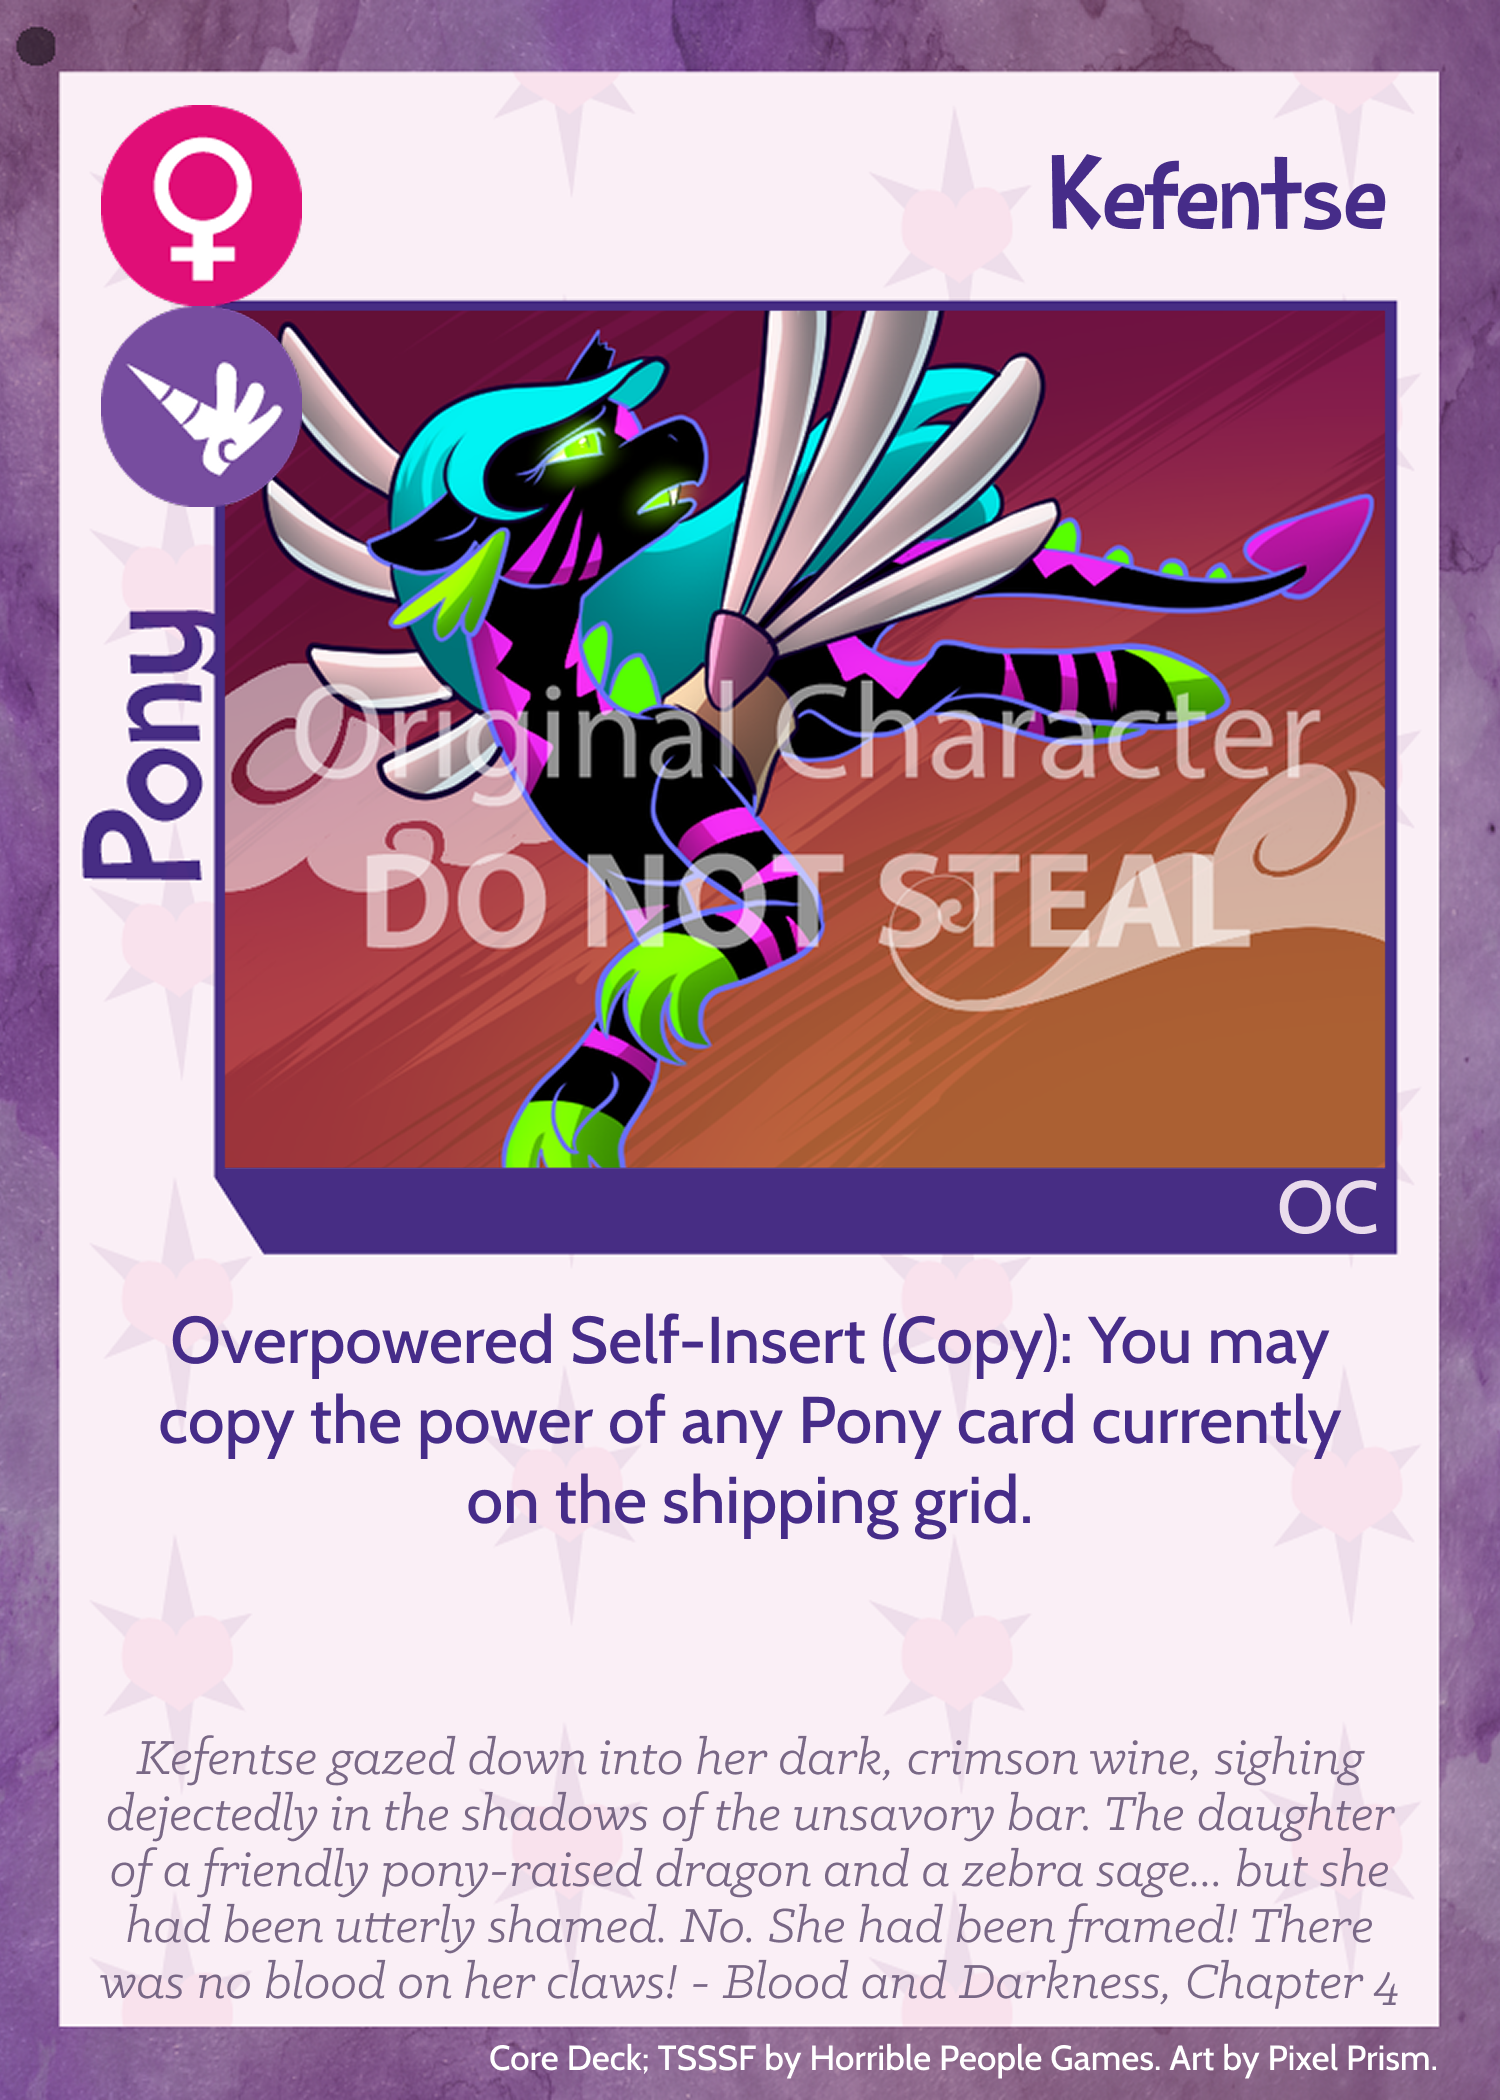 Kefentse
Pony
Original Character
DO NOT STEAL
OC
Overpowered Self-Insert (Copy): You may
copy the power of any Pony card currently
on the shipping grid.
Kefentse gazed down into her dark, crimson wine, sighing
dejectedly in the shadows of the unsavory bar. The daughter
of a friendly pony-raised dragon and a zebra sage... but she
had been utterly shamed. No. She had been framed! There
was no blood on her claws! - Blood and Darkness, Chapter 4
Core Deck; TSSSF by Horrible People Games. Art by Pixel Prism.